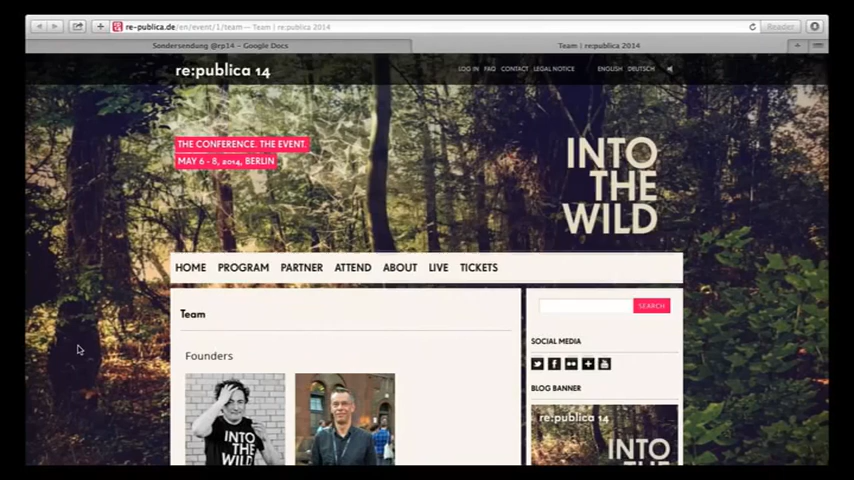 re-publica.de/en/event/1/team — Team | re:publica 2014
Reader
Sondersendung @rp14 – Google Docs
Team | re:publica 2014
re:publica 14
LOG IN FAQ CONTACT LEGAL NOTICE
ENGLISH DEUTSCH
THE CONFERENCE. THE EVENT.
MAY 6 - 8, 2014, BERLIN
INTO
THE
WILD
HOME PROGRAM PARTNER ATTEND ABOUT LIVE TICKETS
Team
SEARCH
SOCIAL MEDIA
Founders
BLOG BANNER
INTO
THE
WILD
re:publica 14
INTO
THE